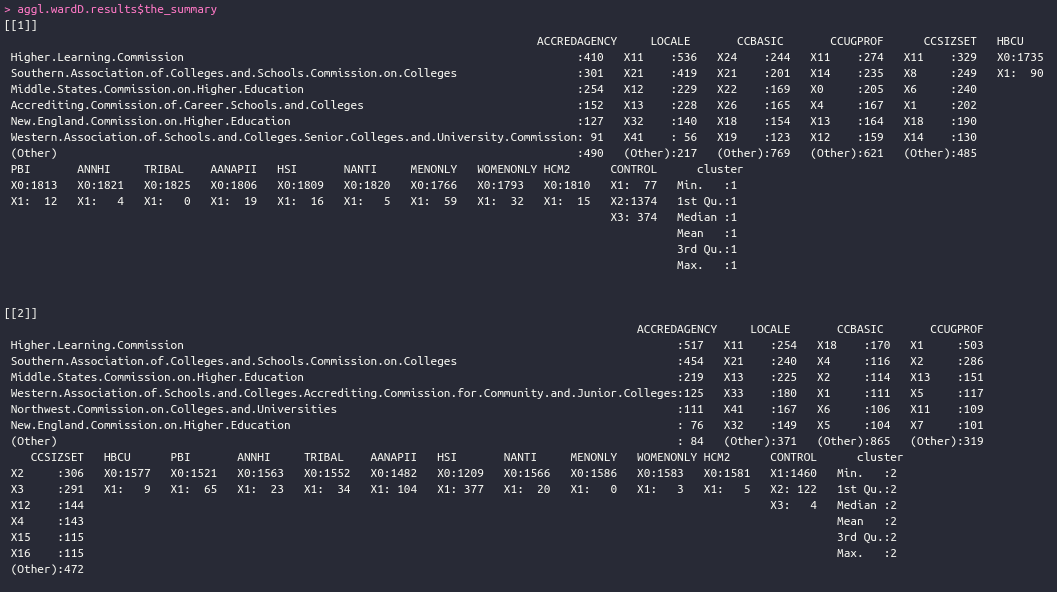 > aggl.wardD.results$the_summary
[[1]]
ACCREDAGENCY LOCALE CCBASIC CCUGPROF CCSIZSET HBCU
Higher.Learning.Commission :410 X11 :536 X24 :244 X11 :274 X11 :329 X0:1735
Southern.Association.of.Colleges.and.Schools.Commission.on.Colleges :301 X21 :419 X21 :201 X14 :235 X8 :249 X1: 90
Middle.States.Commission.on.Higher.Education :254 X12 :229 X22 :169 X0 :205 X6 :240
Accrediting.Commission.of.Career.Schools.and.Colleges :152 X13 :228 X26 :165 X4 :167 X1 :202
New.England.Commission.on.Higher.Education :127 X32 :140 X18 :154 X13 :164 X18 :190
Western.Association.of.Schools.and.Colleges.Senior.Colleges.and.University.Commission: 91 X41 : 56 X19 :123 X12 :159 X14 :130
(Other) :490 (Other):217 (Other):769 (Other):621 (Other):485
PBI ANNHI TRIBAL AANAPII HSI NANTI MENONLY WOMENONLY HCM2 CONTROL cluster
X0:1813 X0:1821 X0:1825 X0:1806 X0:1809 X0:1820 X0:1766 X0:1793 X0:1810 X1: 77 Min. :1
X1: 12 X1: 4 X1: 0 X1: 19 X1: 16 X1: 5 X1: 59 X1: 32 X1: 15 X2:1374 1st Qu.:1
X3: 374 Median :1
Mean :1
3rd Qu.:1
Max. :1
[[2]]
ACCREDAGENCY LOCALE CCBASIC CCUGPROF
Higher.Learning.Commission :517 X11 :254 X18 :170 X1 :503
Southern.Association.of.Colleges.and.Schools.Commission.on.Colleges :454 X21 :240 X4 :116 X2 :286
Middle.States.Commission.on.Higher.Education :219 X13 :225 X2 :114 X13 :151
Western.Association.of.Schools.and.Colleges.Accrediting.Commission.for.Community.and.Junior.Colleges:125 X33 :180 X1 :111 X5 :117
Northwest.Commission.on.Colleges.and.Universities :111 X41 :167 X6 :106 X11 :109
New.England.Commission.on.Higher.Education : 76 X32 :149 X5 :104 X7 :101
(Other) : 84 (Other):371 (Other):865 (Other):319
CCSIZSET HBCU PBI ANNHI TRIBAL AANAPII HSI NANTI MENONLY WOMENONLY HCM2 CONTROL cluster
X2 :306 X0:1577 X0:1521 X0:1563 X0:1552 X0:1482 X0:1209 X0:1566 X0:1586 X0:1583 X0:1581 X1:1460 Min. :2
X3 :291 X1: 9 X1: 65 X1: 23 X1: 34 X1: 104 X1: 377 X1: 20 X1: 0 X1: 3 X1: 5 X2: 122 1st Qu.:2
X12 :144 X3: 4 Median :2
X4 :143 Mean :2
X15 :115 3rd Qu.:2
X16 :115 Max. :2
(Other):472